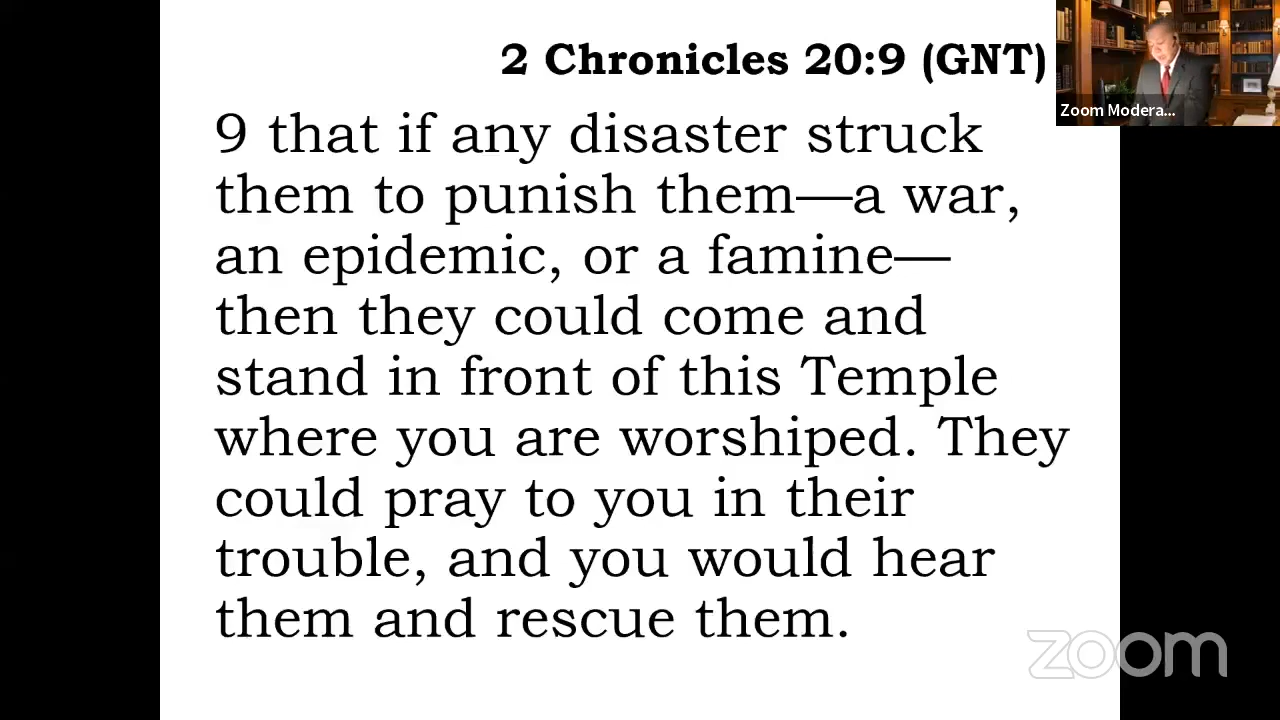 2 Chronicles 20:9 (GNT)
9 that if any disaster struck
them to punish them—a war,
an epidemic, or a famine—
then they could come and
stand in front of this Temple
where you are worshiped. They
could pray to you in their
trouble, and you would hear
them and rescue them.
Zoom Modera...
zoom